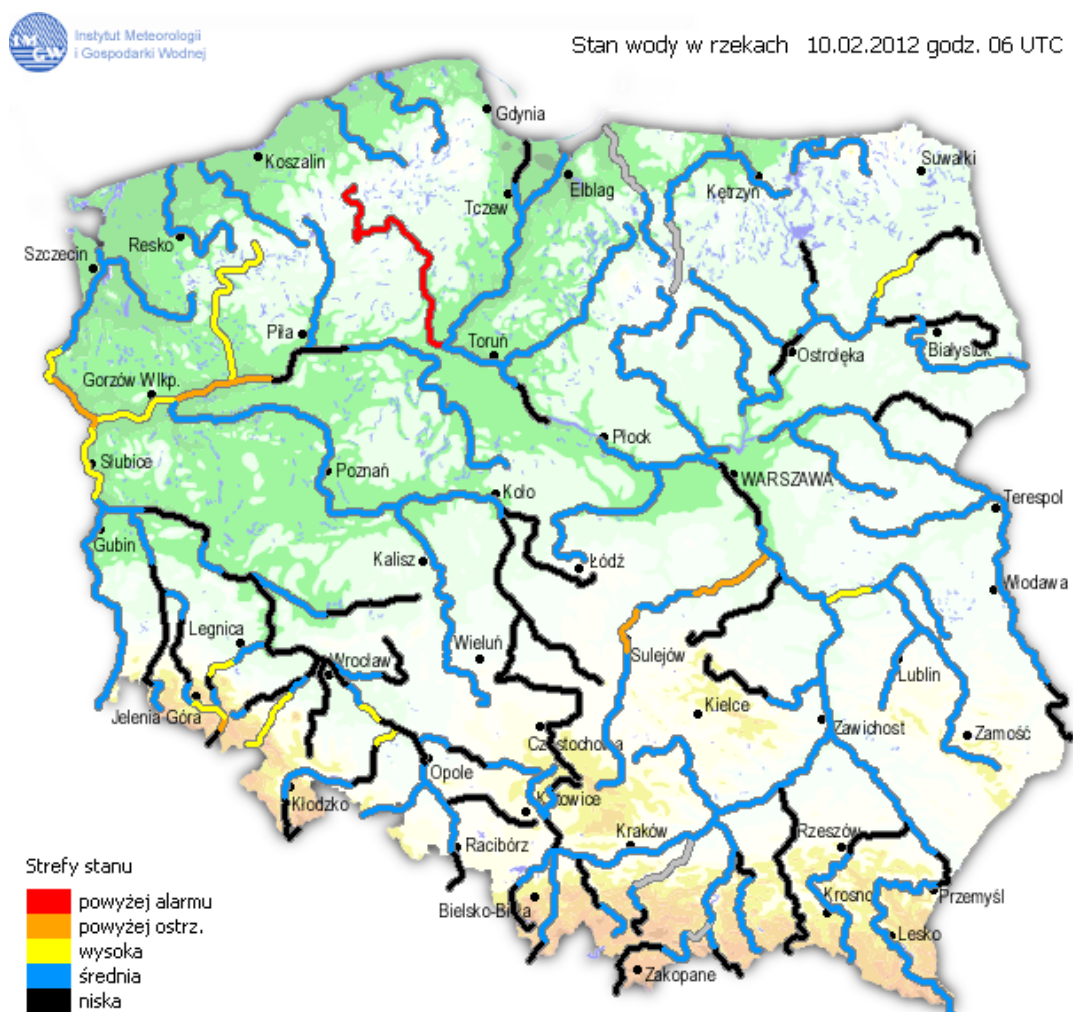 IMGW
Instytut Meteorologii
i Gospodarki Wodnej
Stan wody w rzekach 10.02.2012 godz. 06 UTC
Gdynia
Koszalin
Suwałki
Elbląg
Kętrzyn
Tczew
Resko
Szczecin
Piła
Toruń
Ostrołęka
Białystok
Gorzów Wlkp.
Płock
Słubice
Poznań
WARSZAWA
Koło
Terespol
Gubin
Kalisz
Łódź
Włodawa
Legnica
Wieluń
Sulejów
Wrocław
Lublin
Jelenia Góra
Kielce
Zawichost
Zamość
Częstochowa
Opole
Kłodzko
Katowice
Kraków
Rzeszów
Racibórz
Strefy stanu
Krosno
Przemyśl
powyżej alarmu
Bielsko-Biała
powyżej ostrz.
Lesko
wysoka
Zakopane
średnia
niska